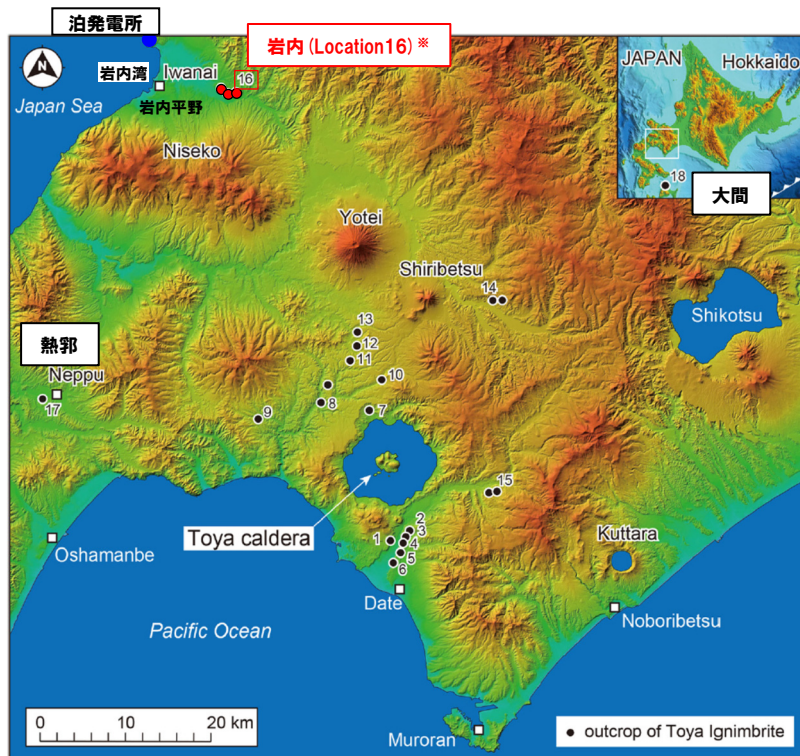 泊発電所
岩内(Location16)※
N
岩内湾
Iwanai
16
JAPAN
Hokkaido
Japan Sea
岩内平野
Niseko
18
大間
Yotei
Shiribetsu
14
Shikotsu
13
12
11
熱郛
Neppu
10
17
9
8
7
15
Toya caldera
2
3
1
4
5
6
Kuttara
Oshamanbe
Date
Noboribetsu
Pacific Ocean
0 10 20 km
Muroran
outcrop of Toya Ignimbrite